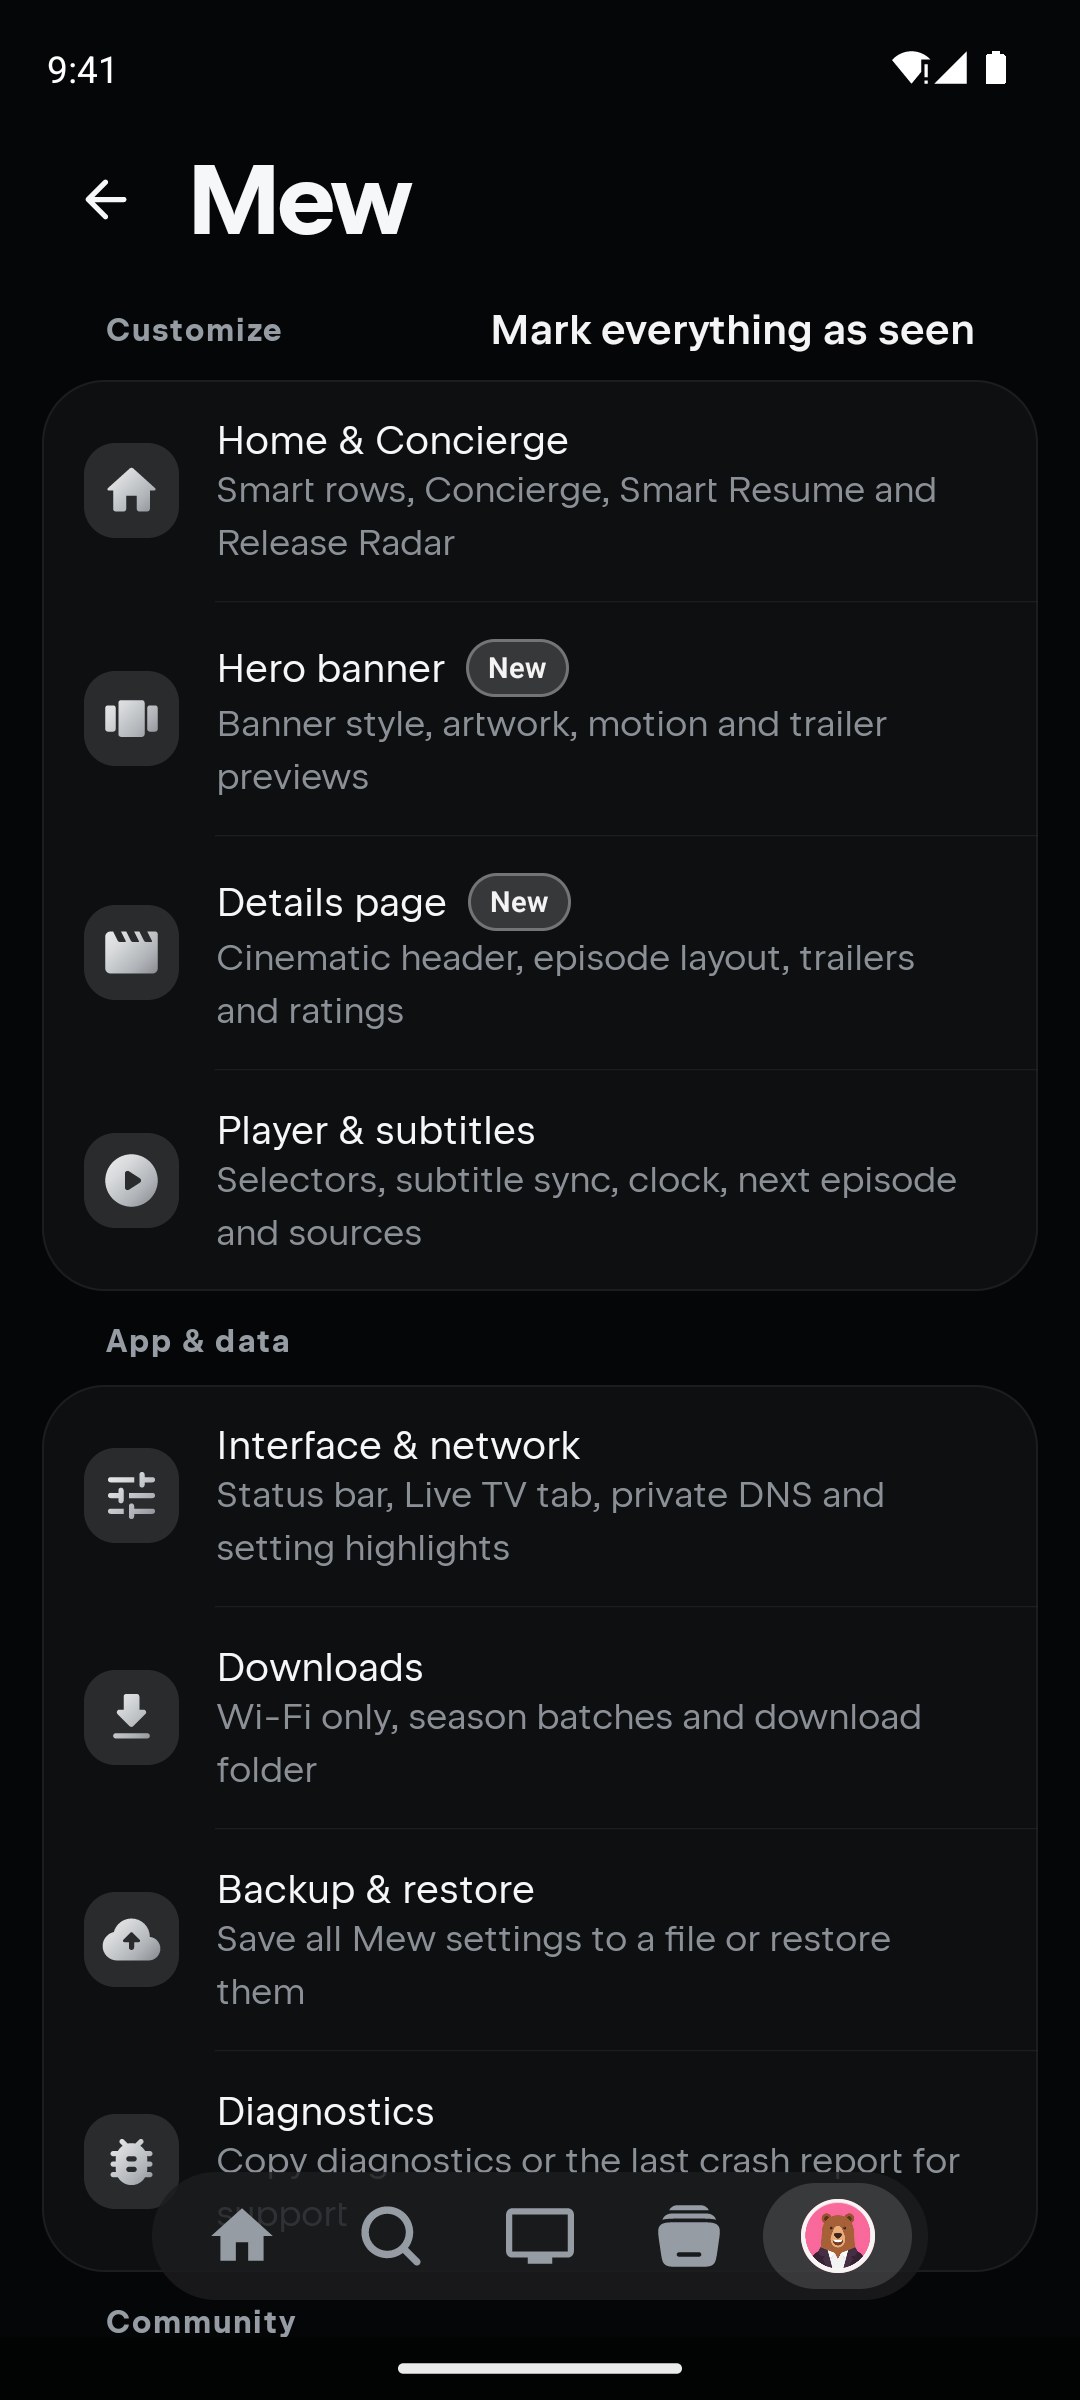 9:41
Mew
Customize
Mark everything as seen
Home & Concierge
Smart rows, Concierge, Smart Resume and
Release Radar
Hero banner New
Banner style, artwork, motion and trailer
previews
Details page New
Cinematic header, episode layout, trailers
and ratings
Player & subtitles
Selectors, subtitle sync, clock, next episode
and sources
App & data
Interface & network
Status bar, Live TV tab, private DNS and
setting highlights
Downloads
Wi-Fi only, season batches and download
folder
Backup & restore
Save all Mew settings to a file or restore
them
Diagnostics
Copy diagnostics or the last crash report for
support
Community